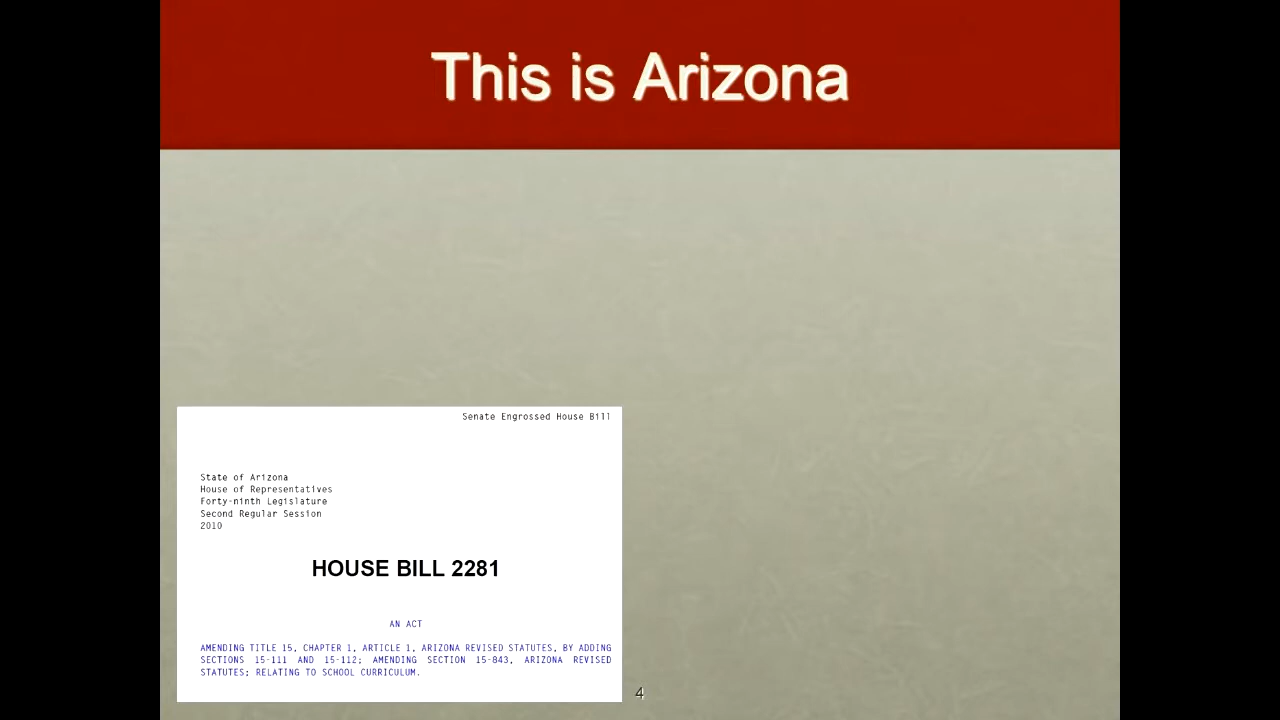 This is Arizona
Senate Engrossed House Bill
State of Arizona
House of Representatives
Forty-ninth Legislature
Second Regular Session
2010
HOUSE BILL 2281
AN ACT
AMENDING TITLE 15, CHAPTER 1, ARTICLE 1, ARIZONA REVISED STATUTES, BY ADDING
SECTIONS 15-111 AND 15-112; AMENDING SECTION 15-843, ARIZONA REVISED
STATUTES; RELATING TO SCHOOL CURRICULUM.
4